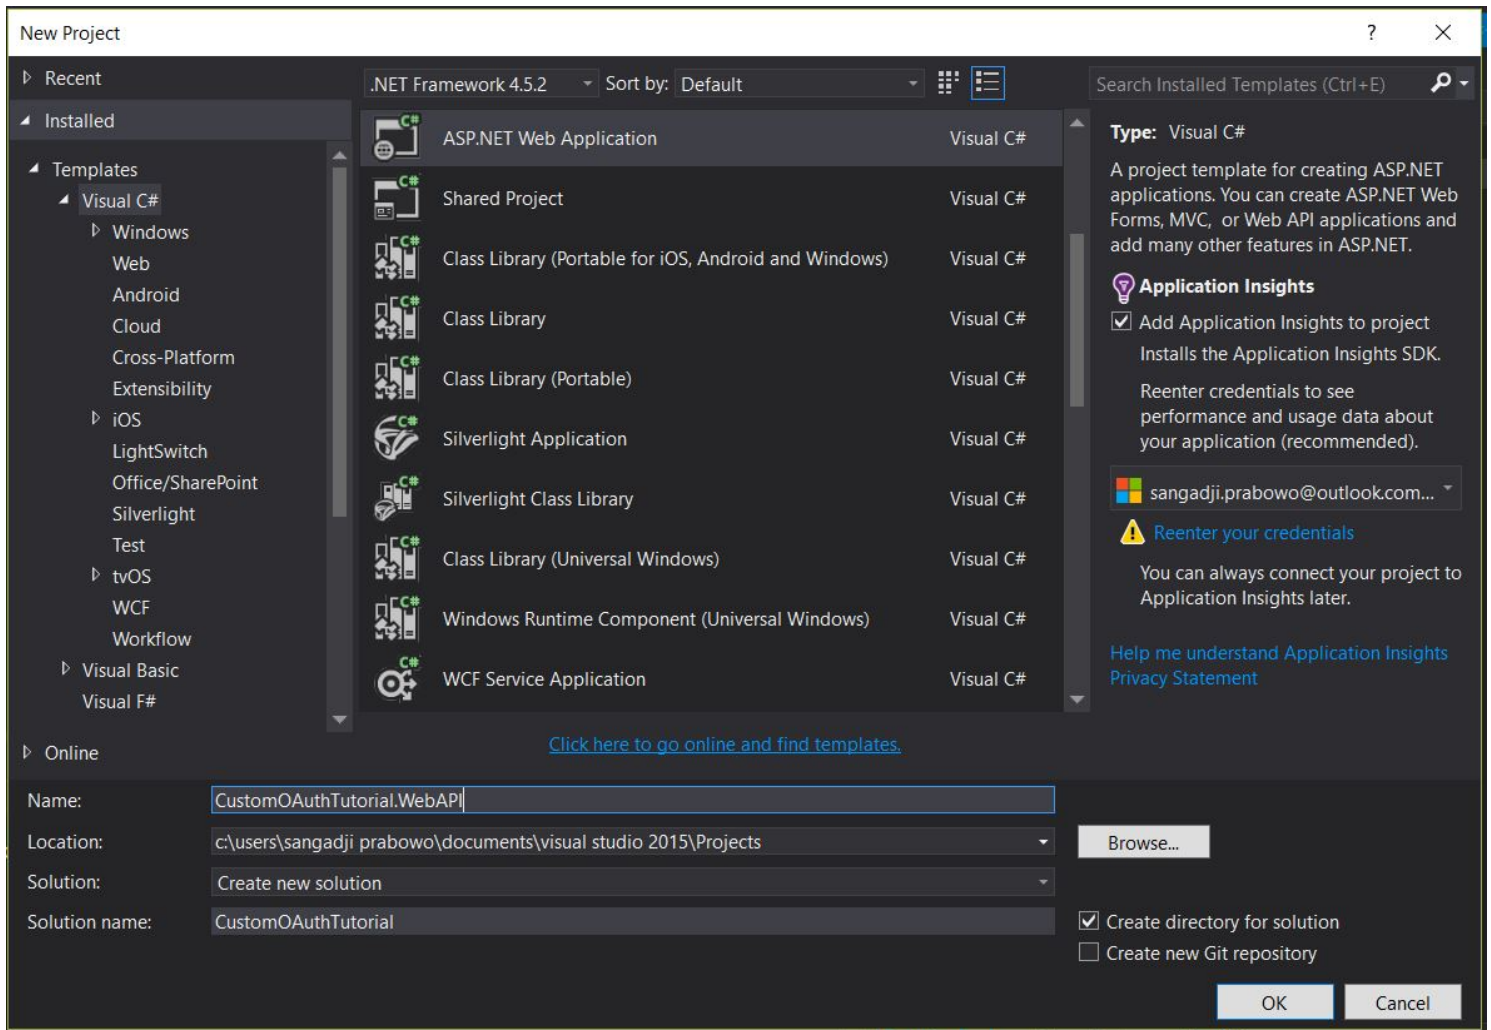 New Project
?
Recent
.NET Framework 4.5.2
Sort by: Default
Search Installed Templates (Ctrl+E)
Installed
Templates
Visual C#
Windows
Web
Android
Cloud
Cross-Platform
Extensibility
iOS
LightSwitch
Office/SharePoint
Silverlight
Test
tvOS
WCF
Workflow
Visual Basic
Visual F#
Online
ASP.NET Web Application Visual C#
Shared Project Visual C#
Class Library (Portable for iOS, Android and Windows) Visual C#
Class Library Visual C#
Class Library (Portable) Visual C#
Silverlight Application Visual C#
Silverlight Class Library Visual C#
Class Library (Universal Windows) Visual C#
Windows Runtime Component (Universal Windows) Visual C#
WCF Service Application Visual C#
Click here to go online and find templates.
Type: Visual C#
A project template for creating ASP.NET
applications. You can create ASP.NET Web
Forms, MVC, or Web API applications and
add many other features in ASP.NET.
Application Insights
Add Application Insights to project
Installs the Application Insights SDK.
Reenter credentials to see
performance and usage data about
your application (recommended).
sangadji.prabowo@outlook.com...
Reenter your credentials
You can always connect your project to
Application Insights later.
Help me understand Application Insights
Privacy Statement
Name: CustomOAuthTutorial.WebAPI
Location: c:\users\sangadji prabowo\documents\visual studio 2015\Projects
Browse...
Solution: Create new solution
Solution name: CustomOAuthTutorial
Create directory for solution
Create new Git repository
OK
Cancel